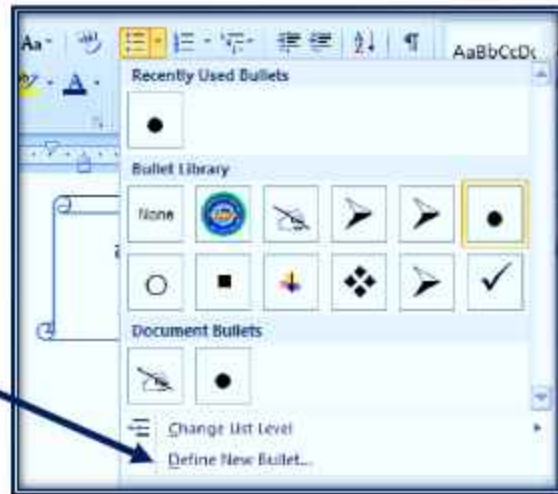 Aa
AaBbCcDc
A
Recently Used Bullets
Bullet Library
None
Document Bullets
Change List Level
Define New Bullet...